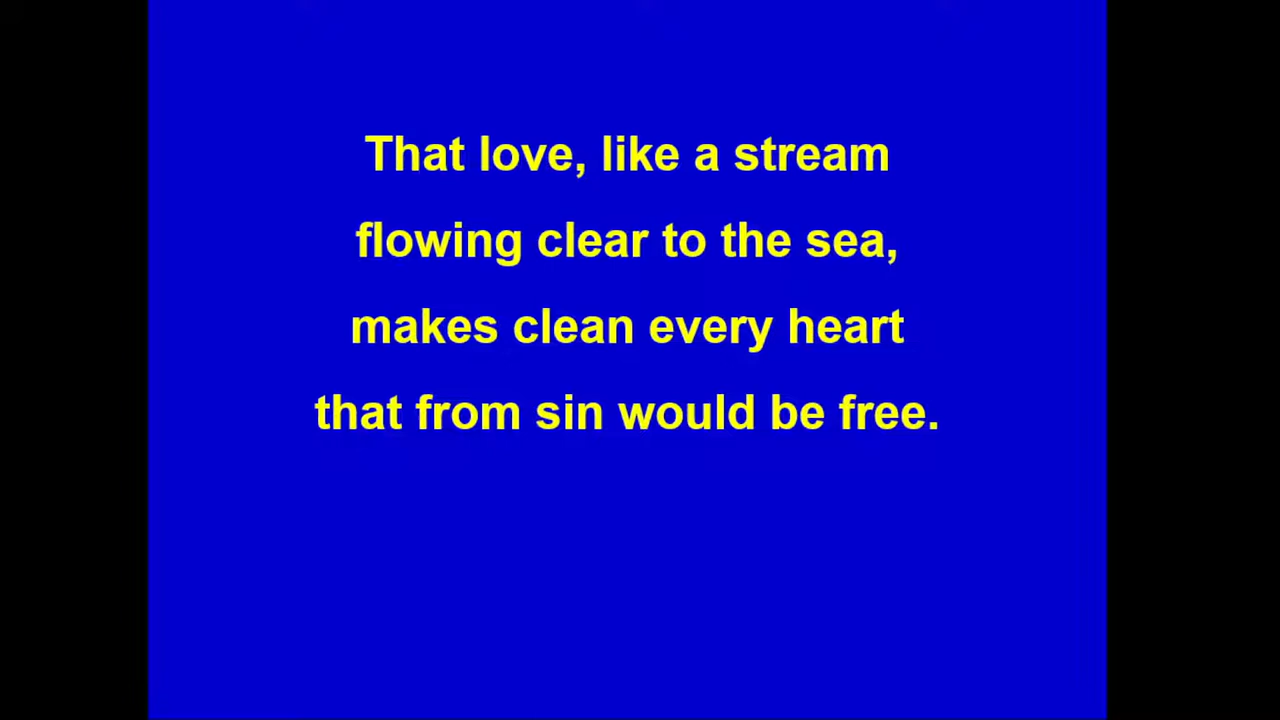 That love, like a stream
flowing clear to the sea,
makes clean every heart
that from sin would be free.